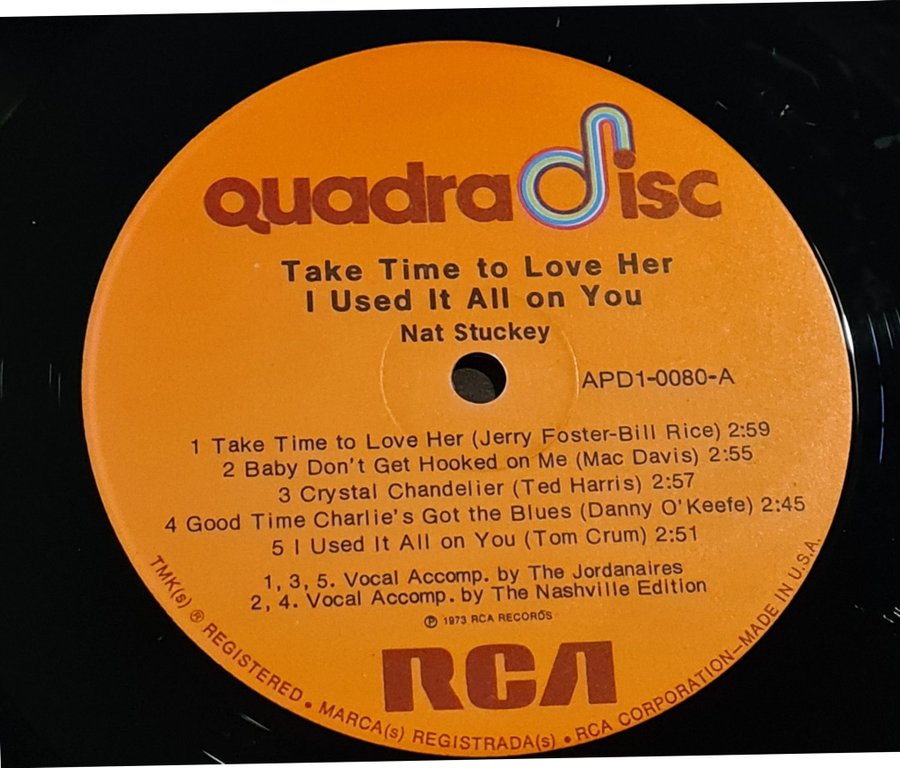 quadradisc
Take Time to Love Her
I Used It All on You
Nat Stuckey
APD1-0080-A
1 Take Time to Love Her (Jerry Foster-Bill Rice) 2:59
2 Baby Don't Get Hooked on Me (Mac Davis) 2:55
3 Crystal Chandelier (Ted Harris) 2:57
4 Good Time Charlie's Got the Blues (Danny O'Keefe) 2:45
5 I Used It All on You (Tom Crum) 2:51
1, 3, 5. Vocal Accomp. by The Jordanaires
2, 4. Vocal Accomp. by The Nashville Edition
℗ 1973 RCA RECORDS
RCA
TMK(s) ® REGISTERED • MARCA(s) REGISTRADA(s) • RCA CORPORATION—MADE IN U.S.A.